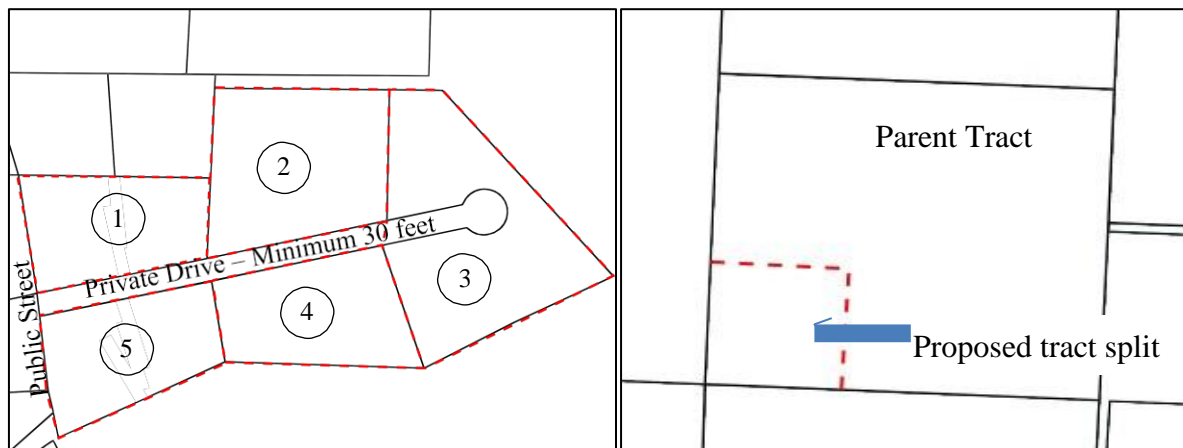 2
1
Private Drive – Minimum 30 feet
3
4
5
Public Street
Parent Tract
Proposed tract split